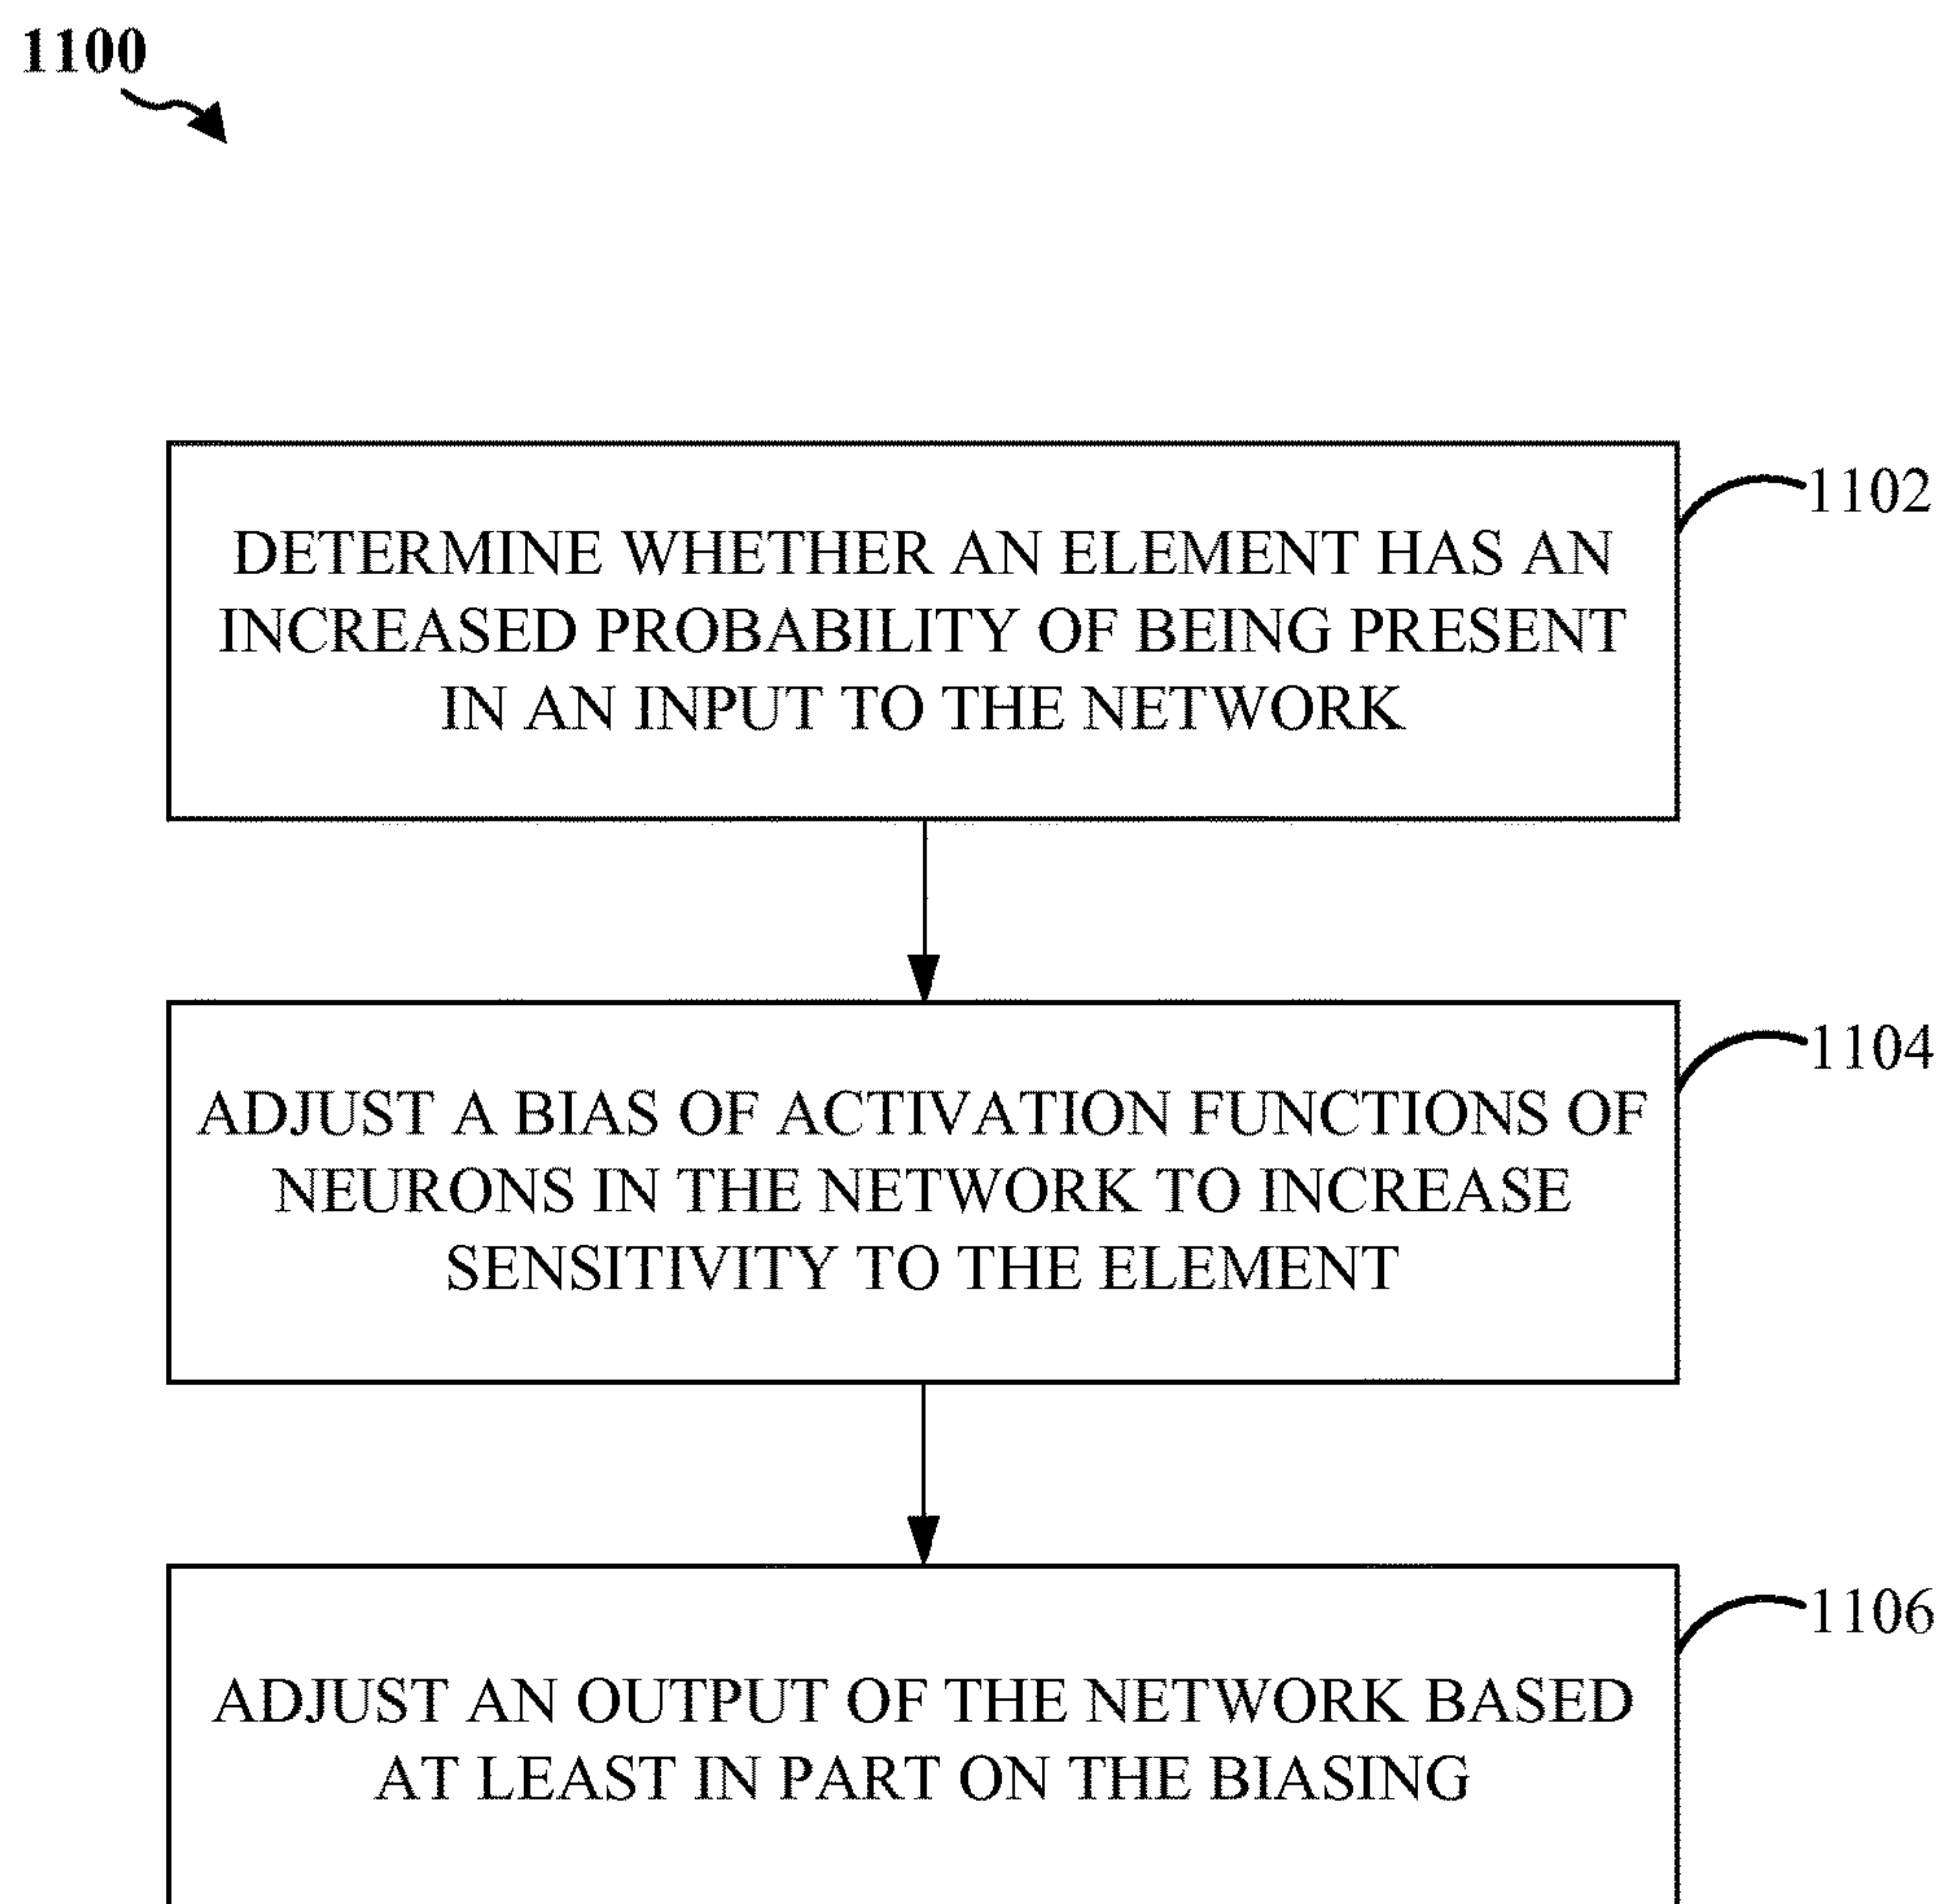 1100
1102
DETERMINE WHETHER AN ELEMENT HAS AN
INCREASED PROBABILITY OF BEING PRESENT
IN AN INPUT TO THE NETWORK
1104
ADJUST A BIAS OF ACTIVATION FUNCTIONS OF
NEURONS IN THE NETWORK TO INCREASE
SENSITIVITY TO THE ELEMENT
1106
ADJUST AN OUTPUT OF THE NETWORK BASED
AT LEAST IN PART ON THE BIASING